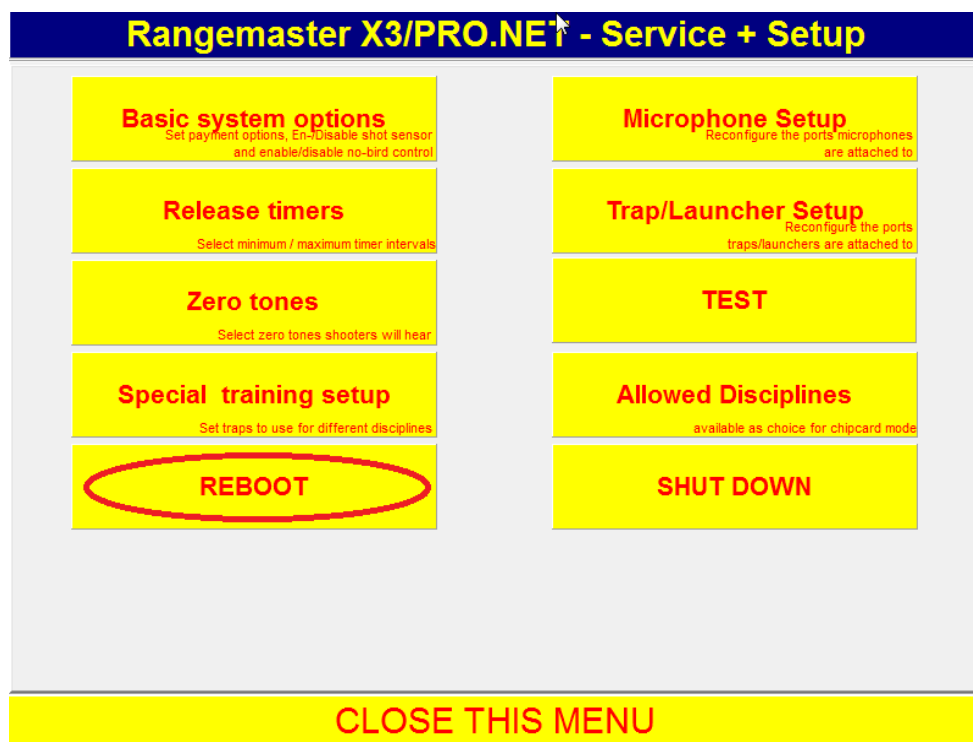 Rangemaster X3/PRO.NET - Service + Setup
Basic system options
Set payment options, En-/Disable shot sensor
and enable/disable no-bird control
Microphone Setup
Reconfigure the ports microphones
are attached to
Release timers
Select minimum / maximum timer intervals
Trap/Launcher Setup
Reconfigure the ports
traps/launchers are attached to
Zero tones
Select zero tones shooters will hear
TEST
Special training setup
Set traps to use for different disciplines
Allowed Disciplines
available as choice for chipcard mode
REBOOT
SHUT DOWN
CLOSE THIS MENU